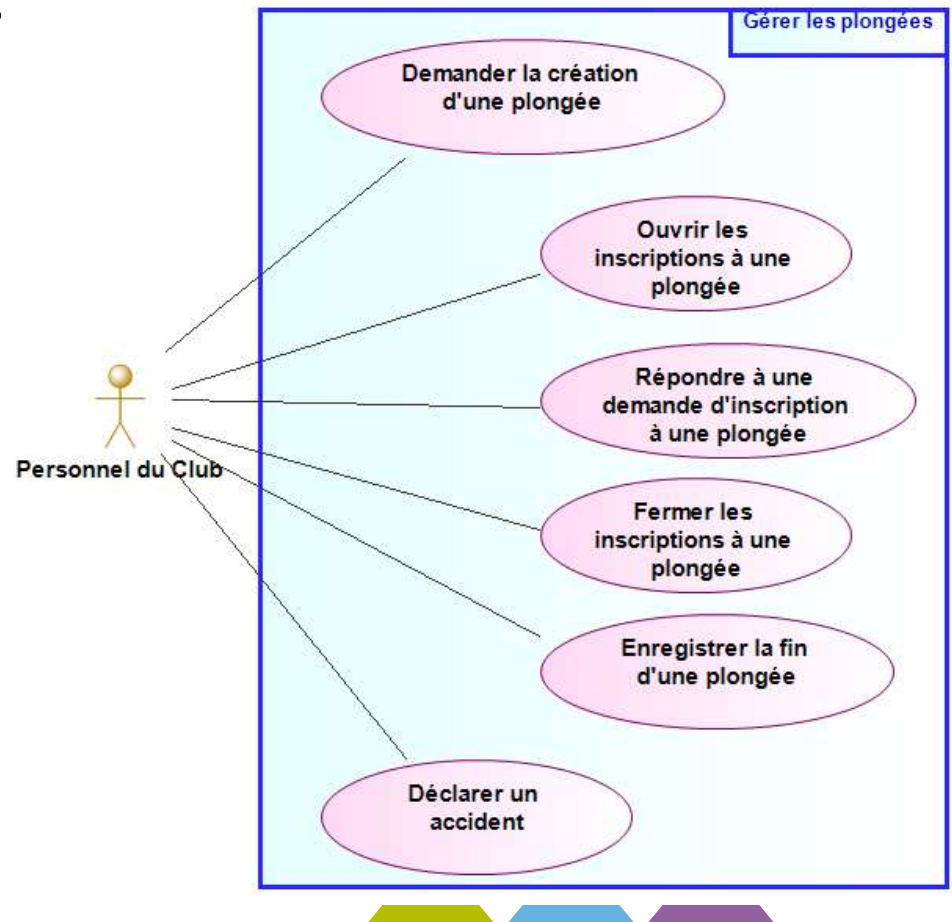 Gérer les plongées
Demander la création
d'une plongée
Ouvrir les
inscriptions à une
plongée
Répondre à une
demande d'inscription
à une plongée
Personnel du Club
Fermer les
inscriptions à une
plongée
Enregistrer la fin
d'une plongée
Déclarer un
accident